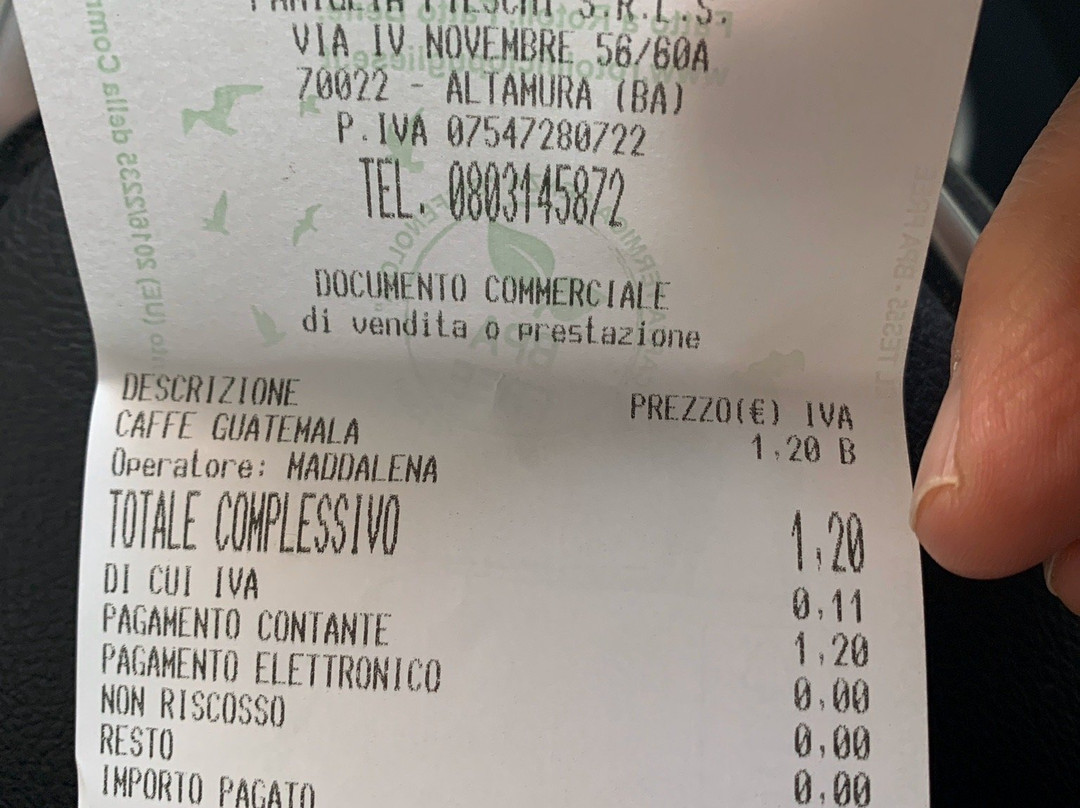 VIA IV NOVEMBRE 56/60A
70022 - ALTAMURA (BA)
P.IVA 07547280722
TEL. 0803145872
DOCUMENTO COMMERCIALE
di vendita o prestazione
DESCRIZIONE PREZZO(€) IVA
CAFFE GUATEMALA 1,20 B
Operatore: MADDALENA
TOTALE COMPLESSIVO 1,20
DI CUI IVA 0,11
PAGAMENTO CONTANTE 1,20
PAGAMENTO ELETTRONICO 0,00
NON RISCOSSO 0,00
RESTO 0,00
IMPORTO PAGATO